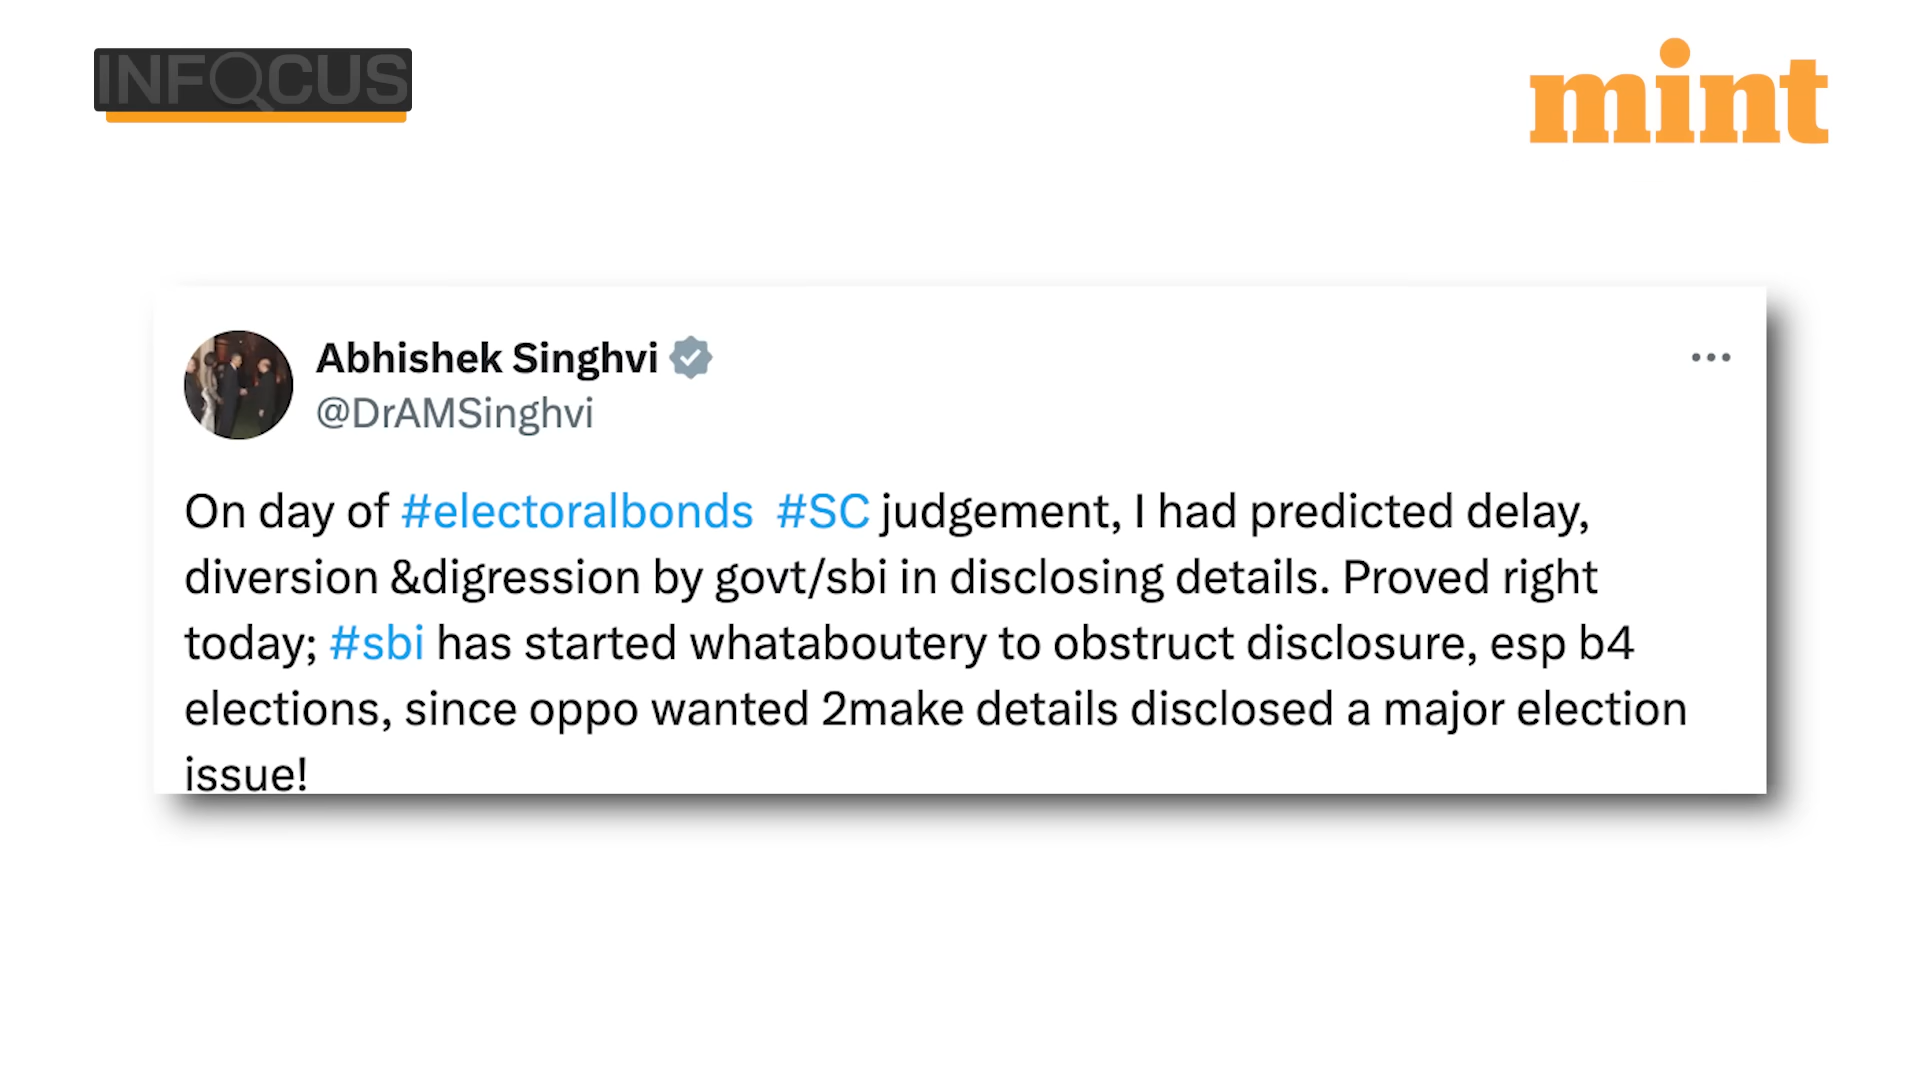 INFOCUS
mint
Abhishek Singhvi
@DrAMSinghvi
On day of #electoralbonds #SC judgement, I had predicted delay,
diversion &digression by govt/sbi in disclosing details. Proved right
today; #sbi has started whataboutery to obstruct disclosure, esp b4
elections, since oppo wanted 2make details disclosed a major election
issue!